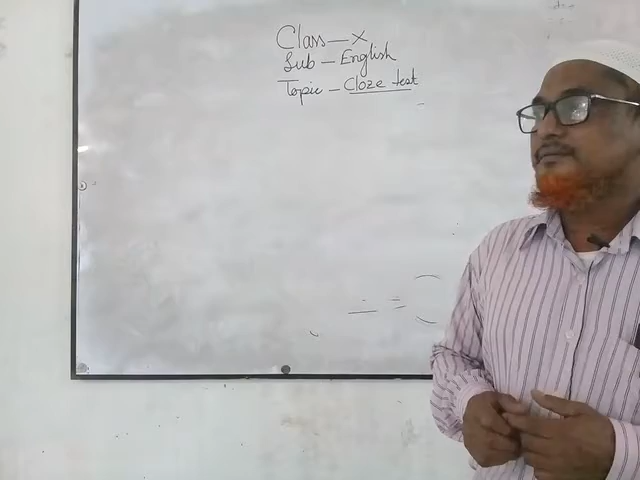 Class – X
Sub – English
Topic – Cloze test